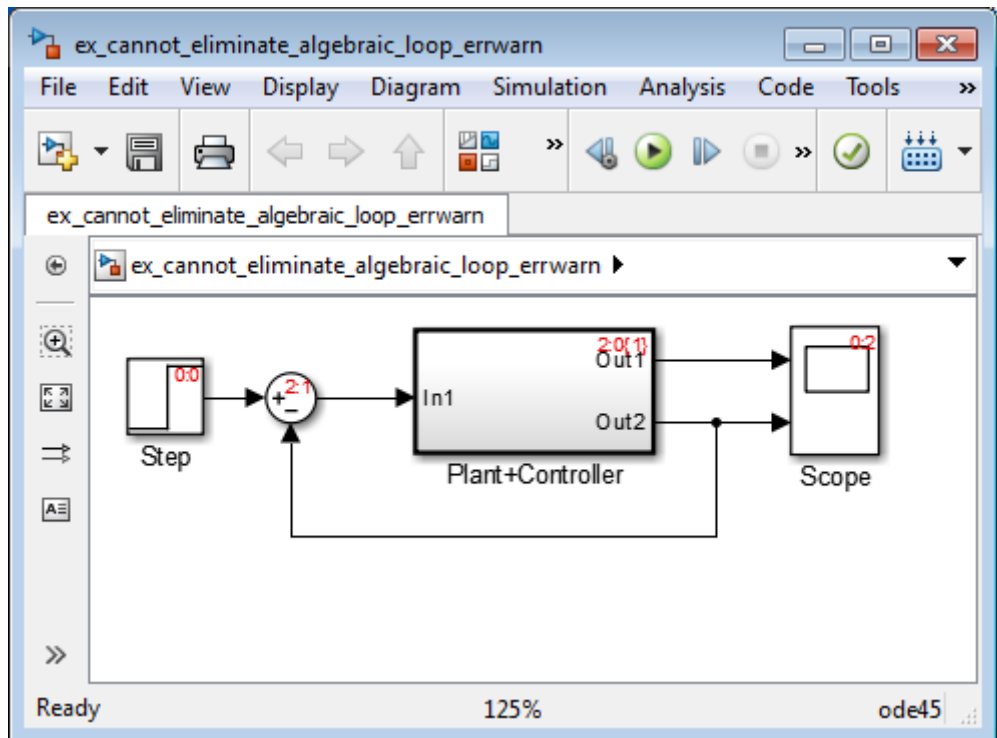 ex_cannot_eliminate_algebraic_loop_errwarn
File Edit View Display Diagram Simulation Analysis Code Tools »
» »
ex_cannot_eliminate_algebraic_loop_errwarn
ex_cannot_eliminate_algebraic_loop_errwarn
0:0
Step
2:1
+
−
2:0{1}
In1
Out1
Out2
Plant+Controller
0:2
Scope
A
»
Ready 125% ode45